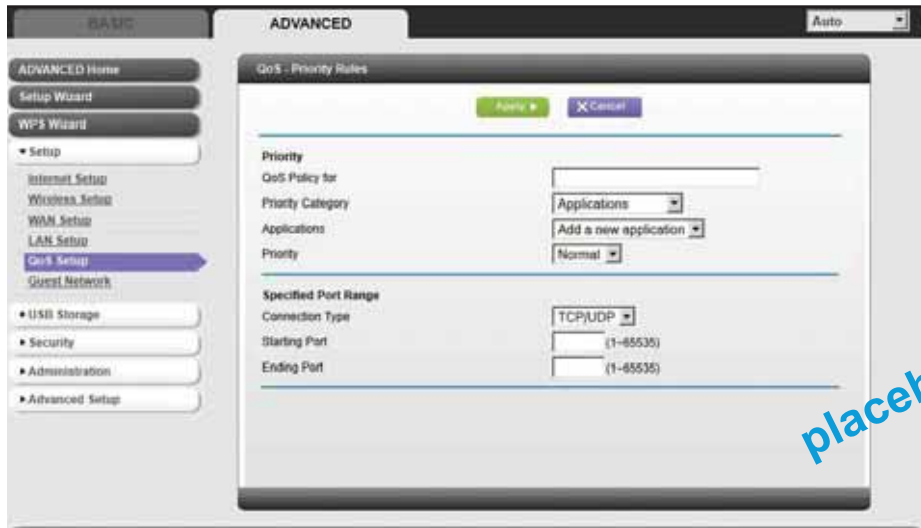 BASIC
ADVANCED
Auto
ADVANCED Home
Setup Wizard
WPS Wizard
Setup
Internet Setup
Wireless Setup
WAN Setup
LAN Setup
QoS Setup
Guest Network
USB Storage
Security
Administration
Advanced Setup
QoS - Priority Rules
Apply
X Cancel
Priority
QoS Policy for
Priority Category
Applications
Applications
Add a new application
Priority
Normal
Specified Port Range
Connection Type
TCP/UDP
Starting Port
(1~65535)
Ending Port
(1~65535)